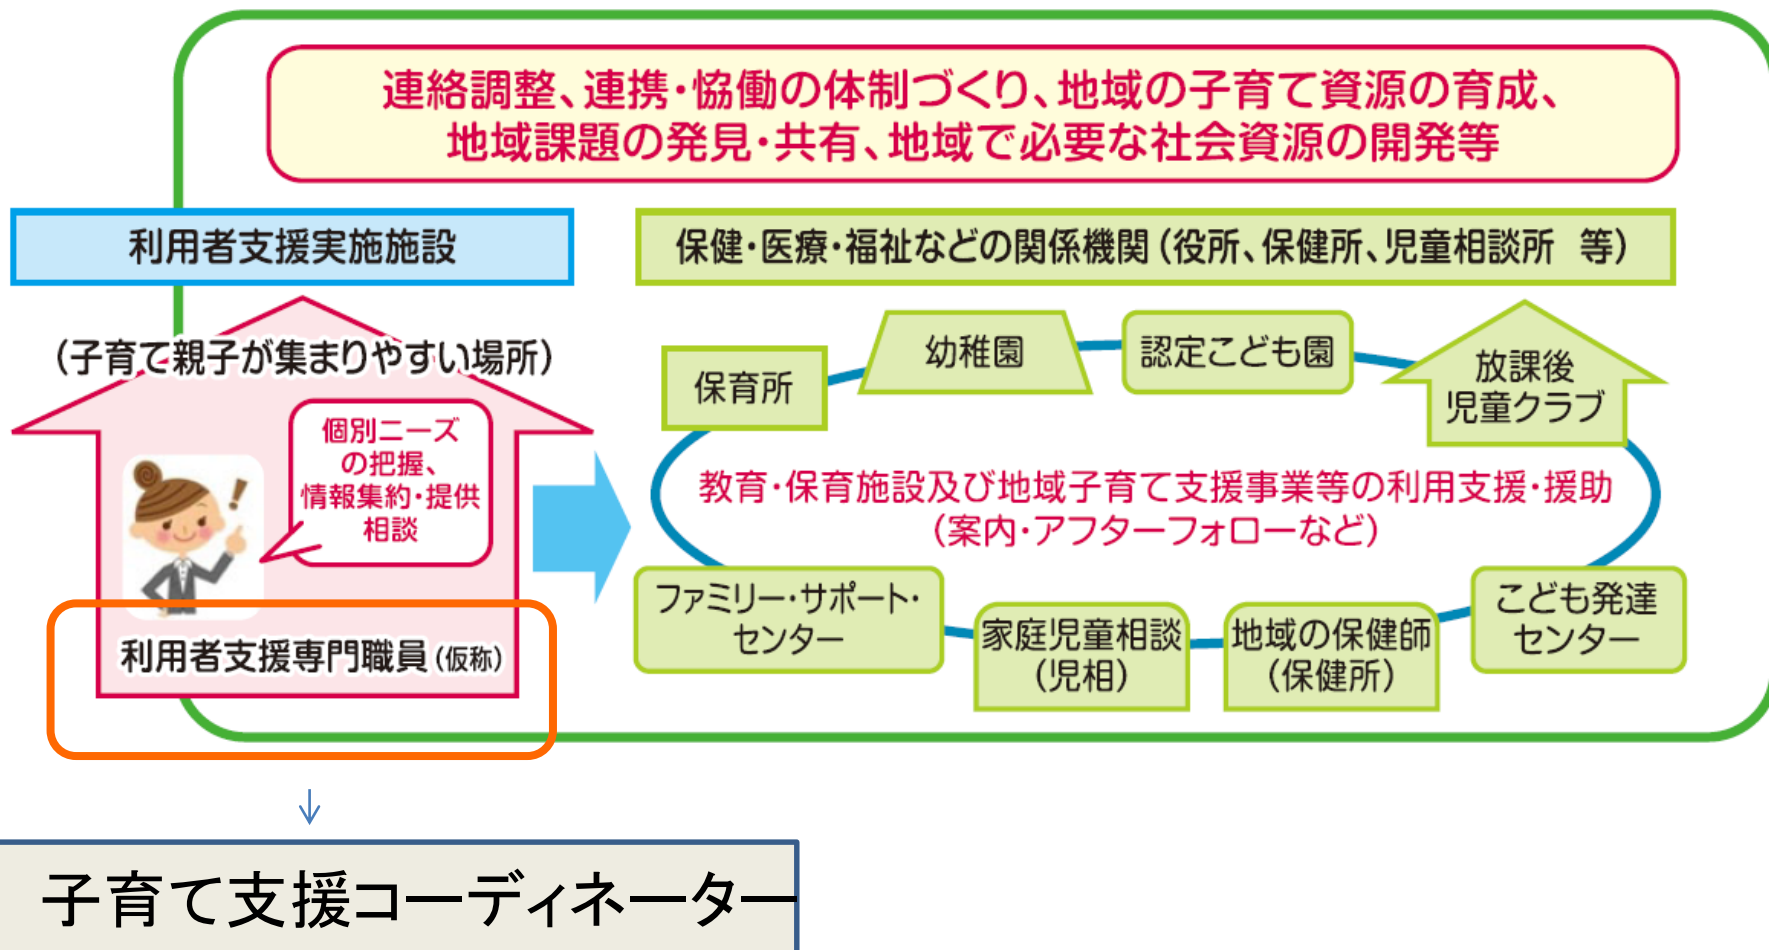 連絡調整、連携・協働の体制づくり、地域の子育て資源の育成、
地域課題の発見・共有、地域で必要な社会資源の開発等
利用者支援実施施設
保健・医療・福祉などの関係機関（役所、保健所、児童相談所 等）
（子育て親子が集まりやすい場所）
個別ニーズ
の把握、
情報集約・提供
相談
利用者支援専門職員（仮称）
保育所
幼稚園
認定こども園
放課後
児童クラブ
教育・保育施設及び地域子育て支援事業等の利用支援・援助
（案内・アフターフォローなど）
ファミリー・サポート・
センター
家庭児童相談
（児相）
地域の保健師
（保健所）
こども発達
センター
子育て支援コーディネーター